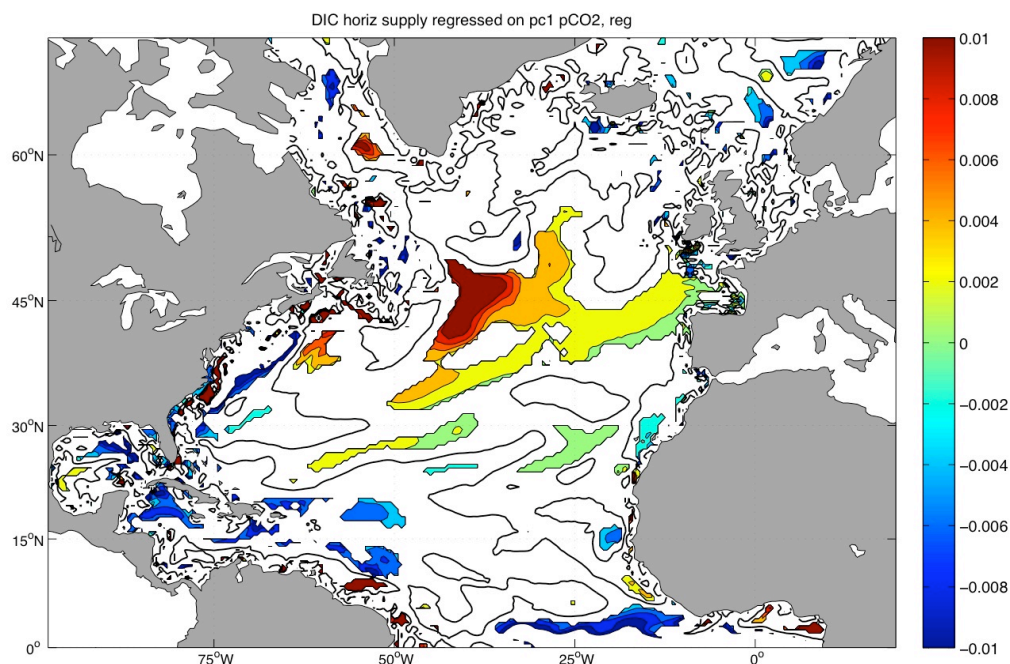 DIC horiz supply regressed on pc1 pCO2, reg
0.01
0.008
0.006
0.004
0.002
0
−0.002
−0.004
−0.006
−0.008
−0.01
60°N
45°N
30°N
15°N
0°
75°W
50°W
25°W
0°